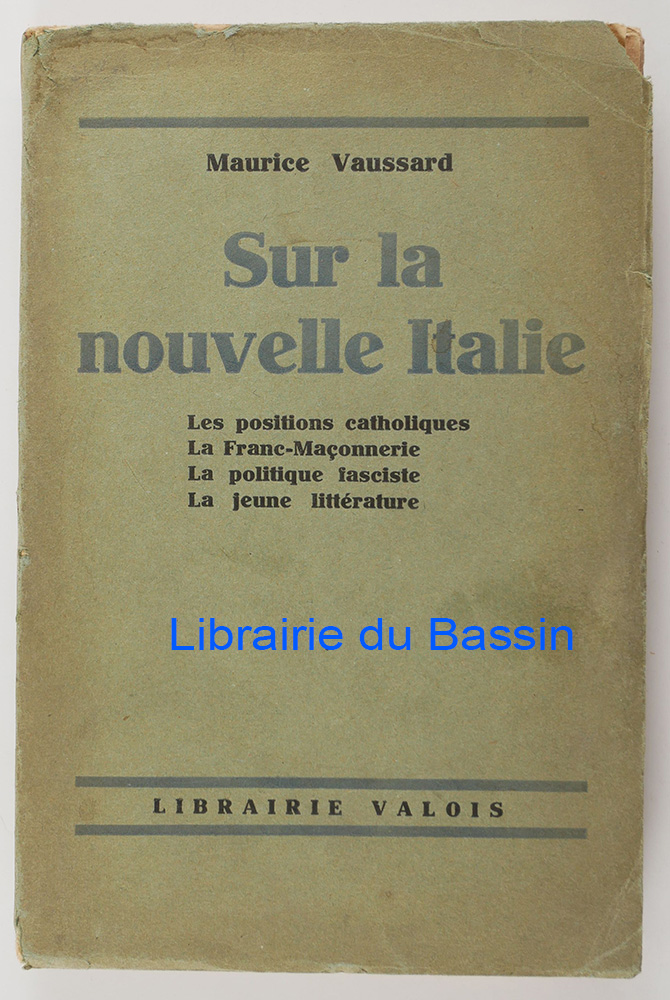 Maurice Vaussard
Sur la
nouvelle Italie
Les positions catholiques
La Franc-Maçonnerie
La politique fasciste
La jeune littérature
Librairie du Bassin
LIBRAIRIE VALOIS